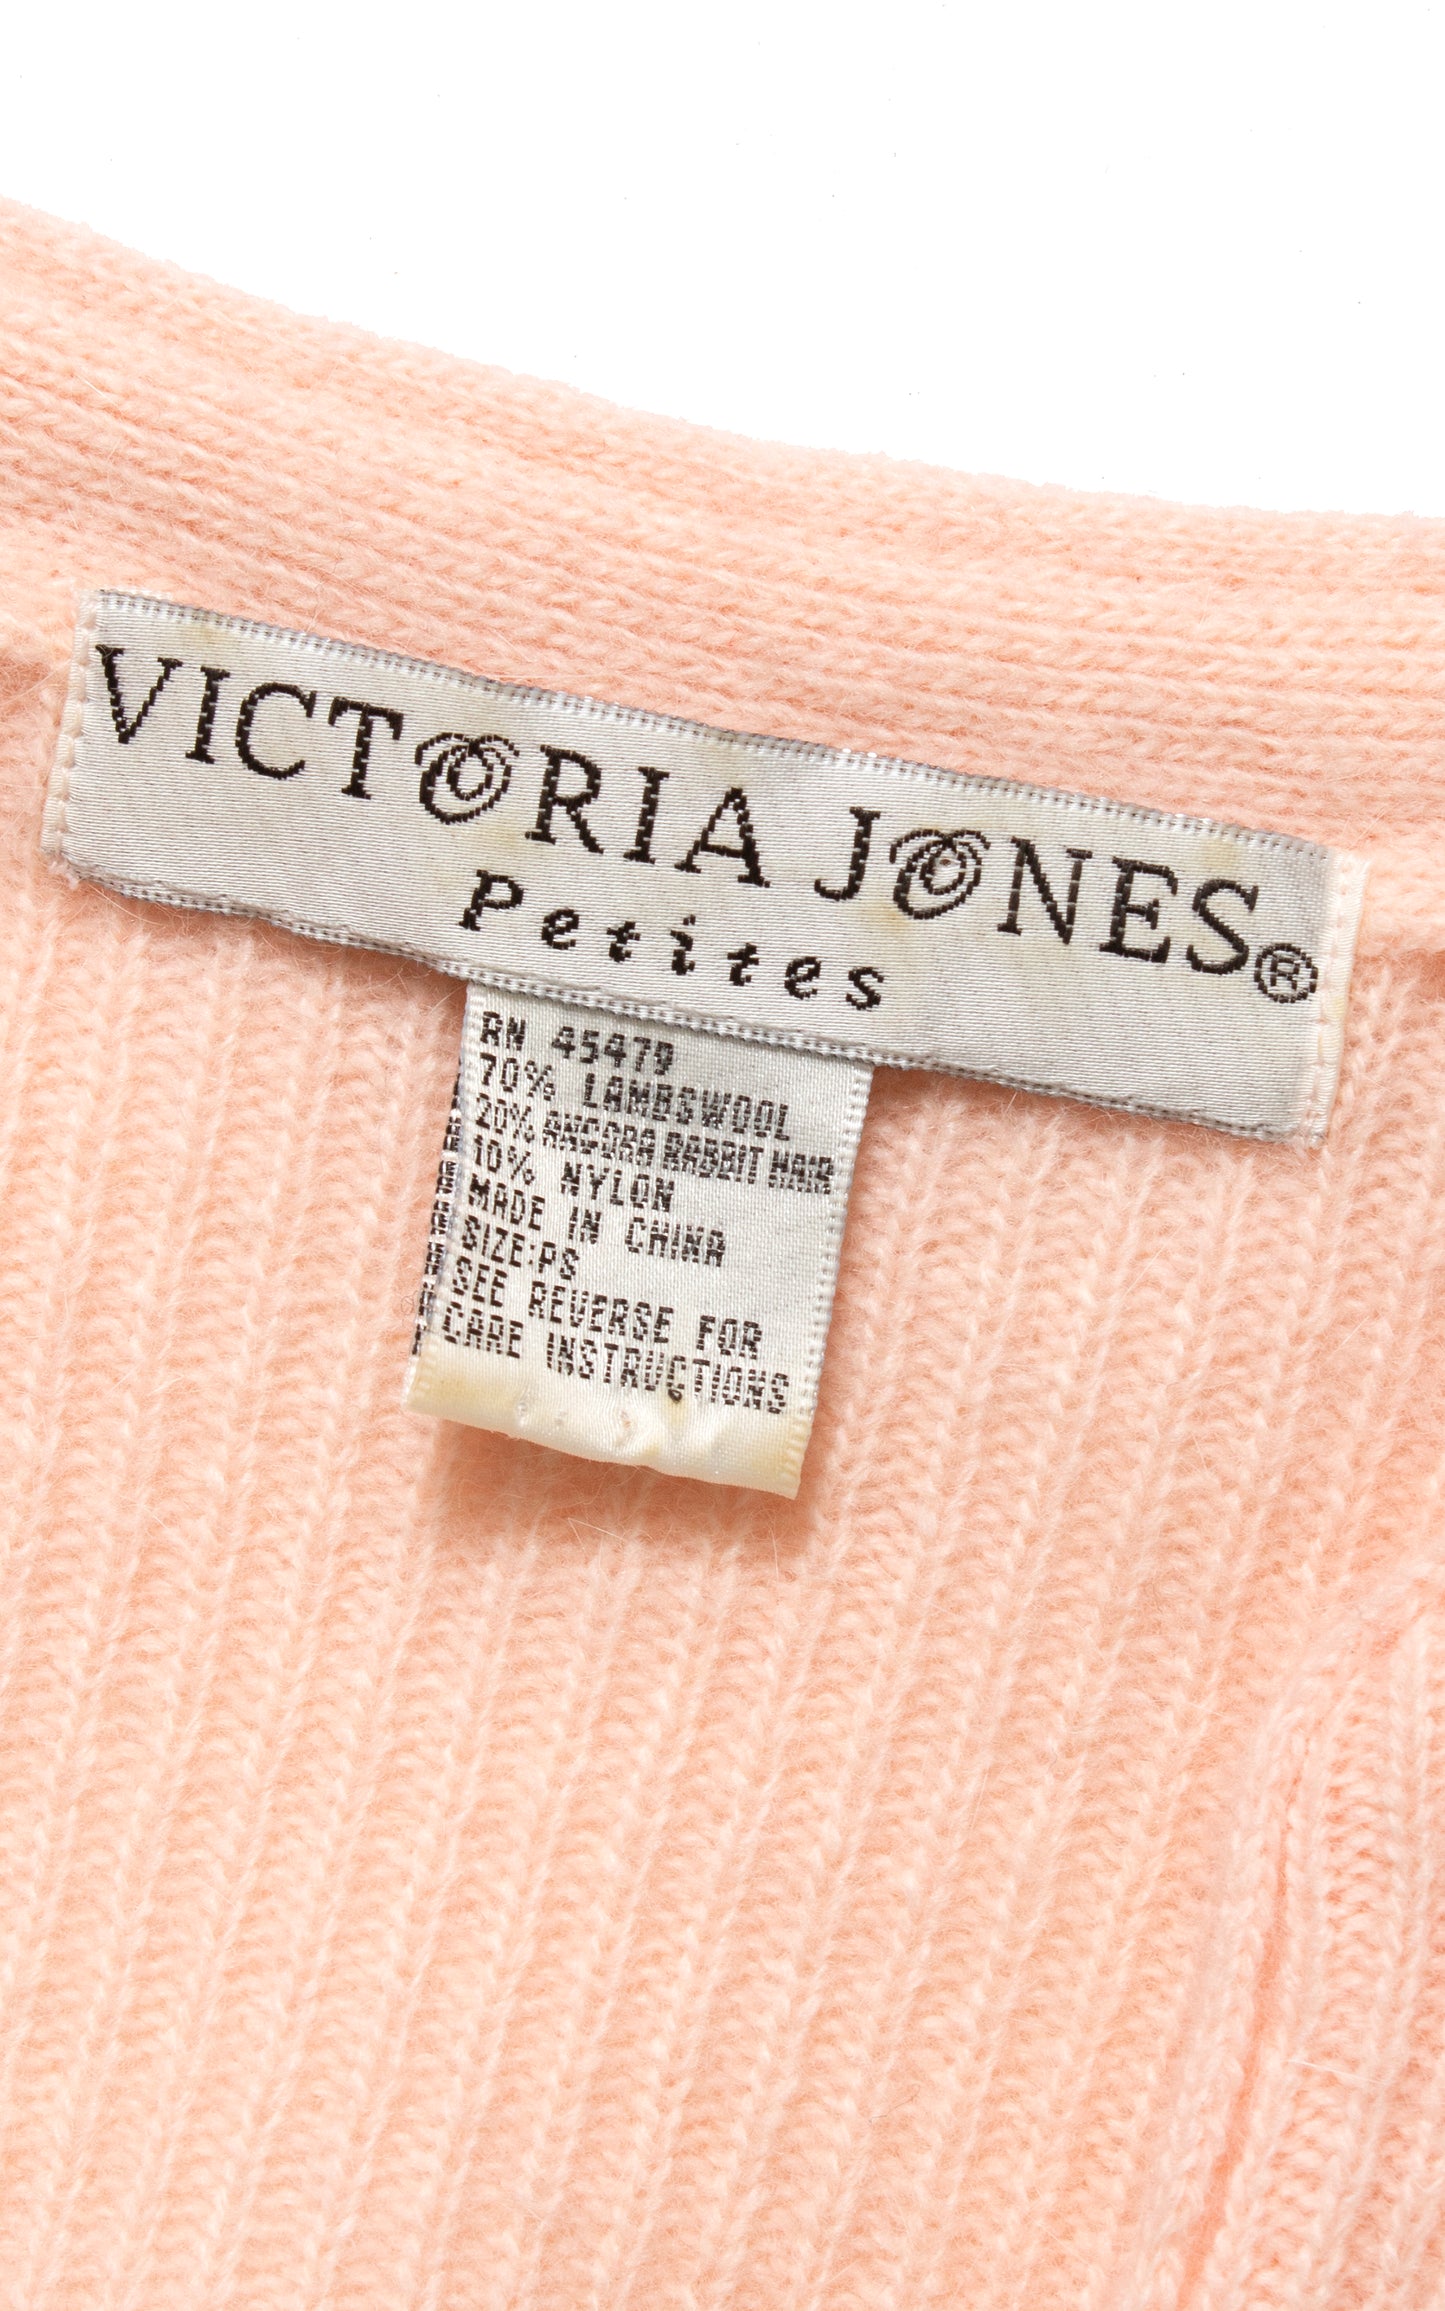 VICTORIA JONES®
Petites
RN 45479
70% LAMBSWOOL
20% ANGORA RABBIT HAIR
10% NYLON
MADE IN CHINA
SIZE:PS
SEE REVERSE FOR
CARE INSTRUCTIONS